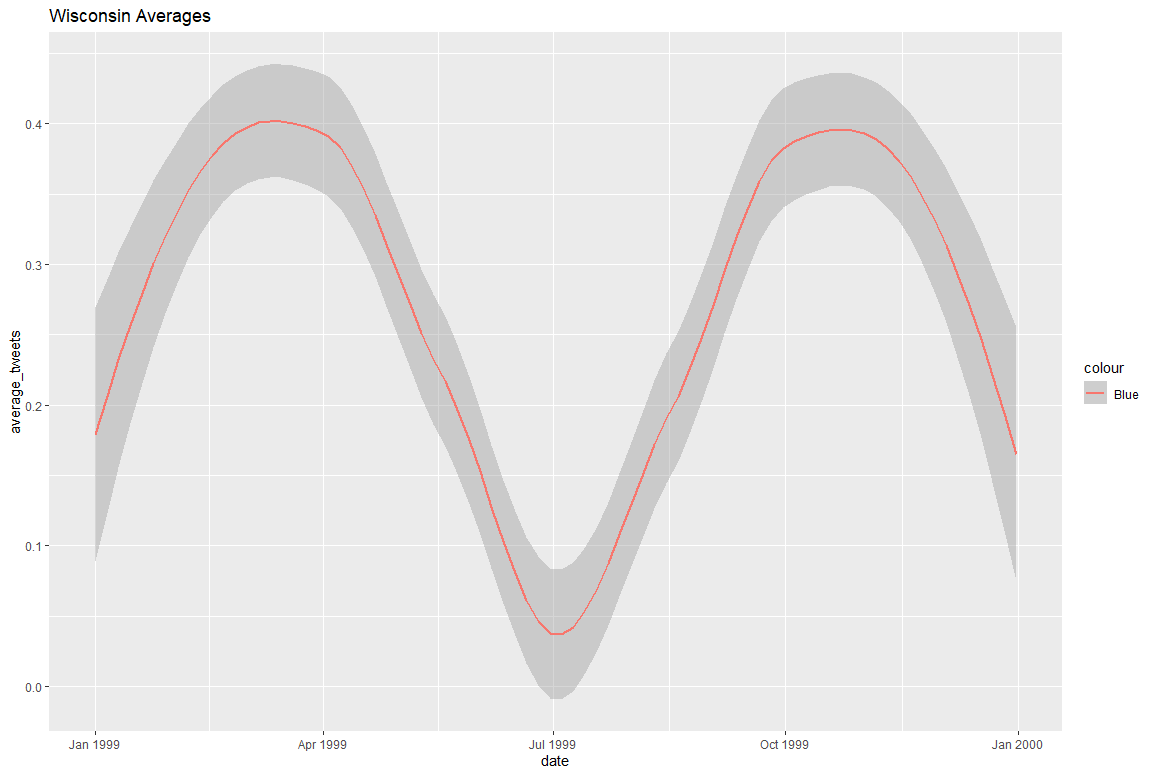 Wisconsin Averages
average_tweets
0.4
0.3
0.2
0.1
0.0
Jan 1999
Apr 1999
Jul 1999
Oct 1999
Jan 2000
date
colour
Blue